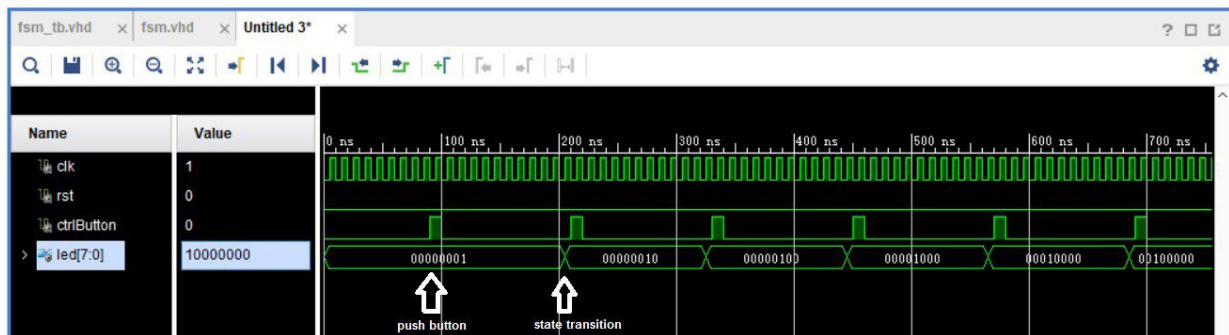 fsm_tb.vhd × fsm.vhd × Untitled 3* ×
Name Value
0 ns 100 ns 200 ns 300 ns 400 ns 500 ns 600 ns 700 ns
clk 1
rst 0
ctrlButton 0
led[7:0] 10000000 00000001 00000010 00000100 00001000 00010000 00100000
push button state transition